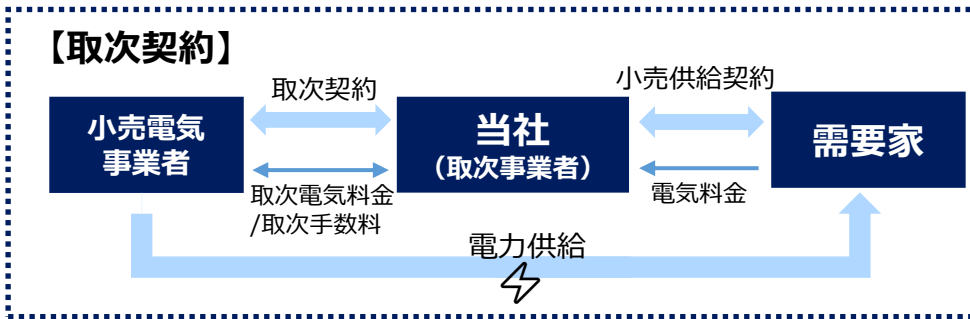 【取次契約】
取次契約
小売供給契約
小売電気
事業者
当社
（取次事業者）
需要家
取次電気料金
/取次手数料
電気料金
電力供給